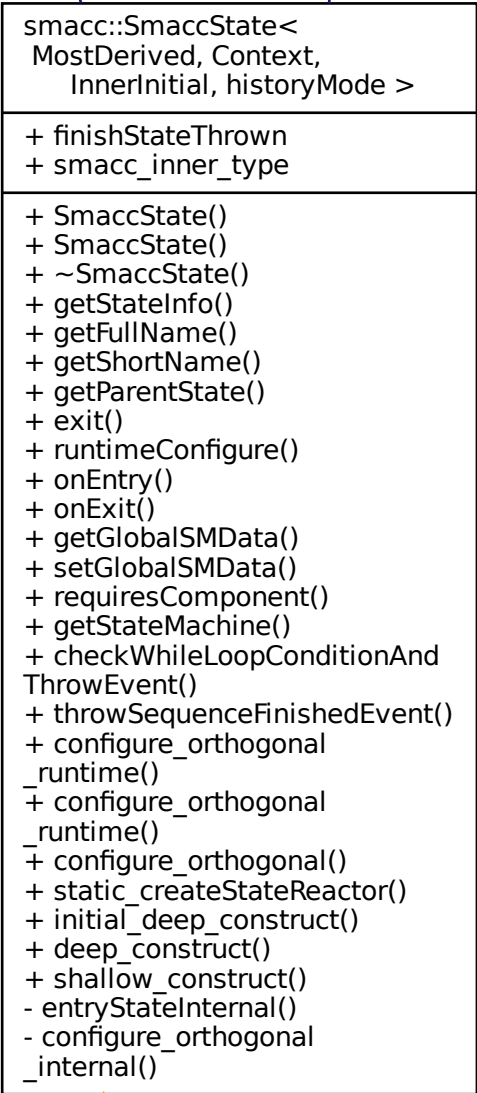 smacc::SmaccState<
MostDerived, Context,
InnerInitial, historyMode >
+ finishStateThrown
+ smacc_inner_type
+ SmaccState()
+ SmaccState()
+ ~SmaccState()
+ getStateInfo()
+ getFullName()
+ getShortName()
+ getParentState()
+ exit()
+ runtimeConfigure()
+ onEntry()
+ onExit()
+ getGlobalSMData()
+ setGlobalSMData()
+ requiresComponent()
+ getStateMachine()
+ checkWhileLoopConditionAnd
ThrowEvent()
+ throwSequenceFinishedEvent()
+ configure_orthogonal
_runtime()
+ configure_orthogonal
_runtime()
+ configure_orthogonal()
+ static_createStateReactor()
+ initial_deep_construct()
+ deep_construct()
+ shallow_construct()
- entryStateInternal()
- configure_orthogonal
_internal()